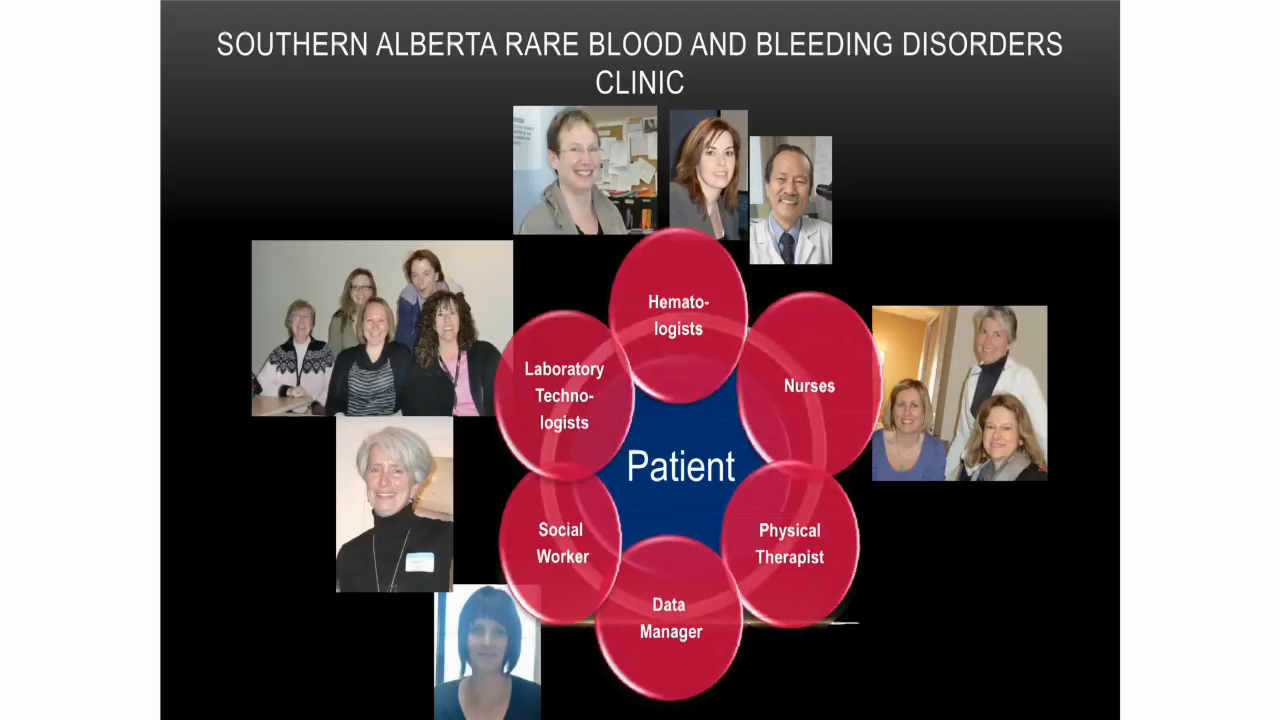 SOUTHERN ALBERTA RARE BLOOD AND BLEEDING DISORDERS
CLINIC
Hemato-
logists
Nurses
Laboratory
Techno-
logists
Patient
Social
Worker
Physical
Therapist
Data
Manager